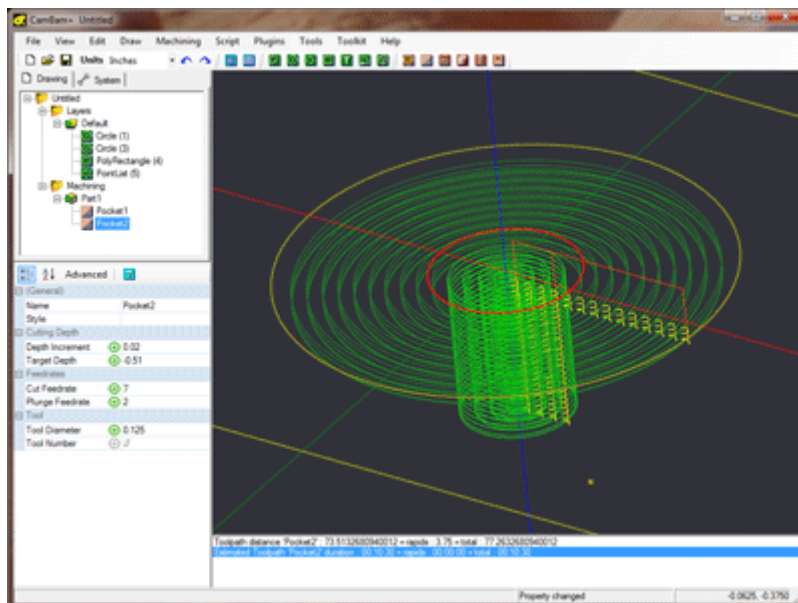 CamBam+ Untitled
File View Edit Draw Machining Script Plugins Tools Toolkit Help
Units Inches
Drawing System
Untitled
Layers
Default
Circle (1)
Circle (3)
PolyRectangle (4)
PointList (5)
Machining
Part1
Pocket1
Pocket2
Advanced
(General)
Name Pocket2
Style
Cutting Depth
Depth Increment 0.02
Target Depth -0.51
Feedrates
Cut Feedrate 7
Plunge Feedrate 2
Tool
Tool Diameter 0.125
Tool Number 0
Toolpath distance 'Pocket2' : 73.5132680940012 + rapids : 3.75 = total : 77.2632680940012
Estimated Toolpath 'Pocket2' duration : 00:10:30 + rapids : 00:00:00 = total : 00:10:30
Property changed -0.0625, -0.3750